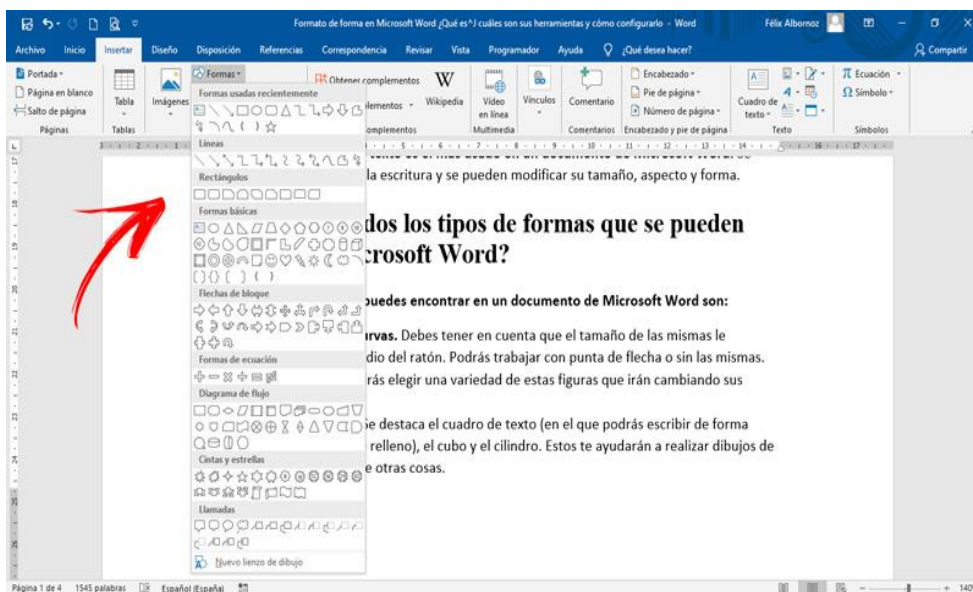 Formato de forma en Microsoft Word ¿Qué es^J cuáles son sus herramientas y cómo configurarlo - Word
Félix Albornoz
Archivo Inicio Insertar Diseño Disposición Referencias Correspondencia Revisar Vista Programador Ayuda ¿Qué desea hacer? Compartir
Portada
Página en blanco
Salto de página
Páginas
Tabla
Tablas
Imágenes
Formas
Obtener complementos
Wikipedia
Vídeo en línea
Multimedia
Vínculos
Comentario
Comentarios
Encabezado
Pie de página
Número de página
Encabezado y pie de página
Cuadro de texto
Texto
Ecuación
Símbolo
Símbolos
Formas usadas recientemente
Líneas
Rectángulos
Formas básicas
Flechas de bloque
Formas de ecuación
Diagrama de flujo
Cintas y estrellas
Llamadas
Nuevo lienzo de dibujo
la escritura y se pueden modificar su tamaño, aspecto y forma.
dos los tipos de formas que se pueden
crosoft Word?
puedes encontrar en un documento de Microsoft Word son:
urvas. Debes tener en cuenta que el tamaño de las mismas le
dio del ratón. Podrás trabajar con punta de flecha o sin las mismas.
rás elegir una variedad de estas figuras que irán cambiando sus
Se destaca el cuadro de texto (en el que podrás escribir de forma
relleno), el cubo y el cilindro. Estos te ayudarán a realizar dibujos de
e otras cosas.
Página 1 de 4 1545 palabras Español (España) 140%